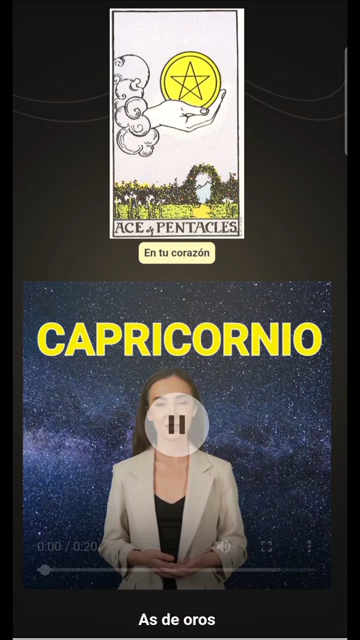 ACE of PENTACLES.
En tu corazón
CAPRICORNIO
0:00 / 0:20
As de oros